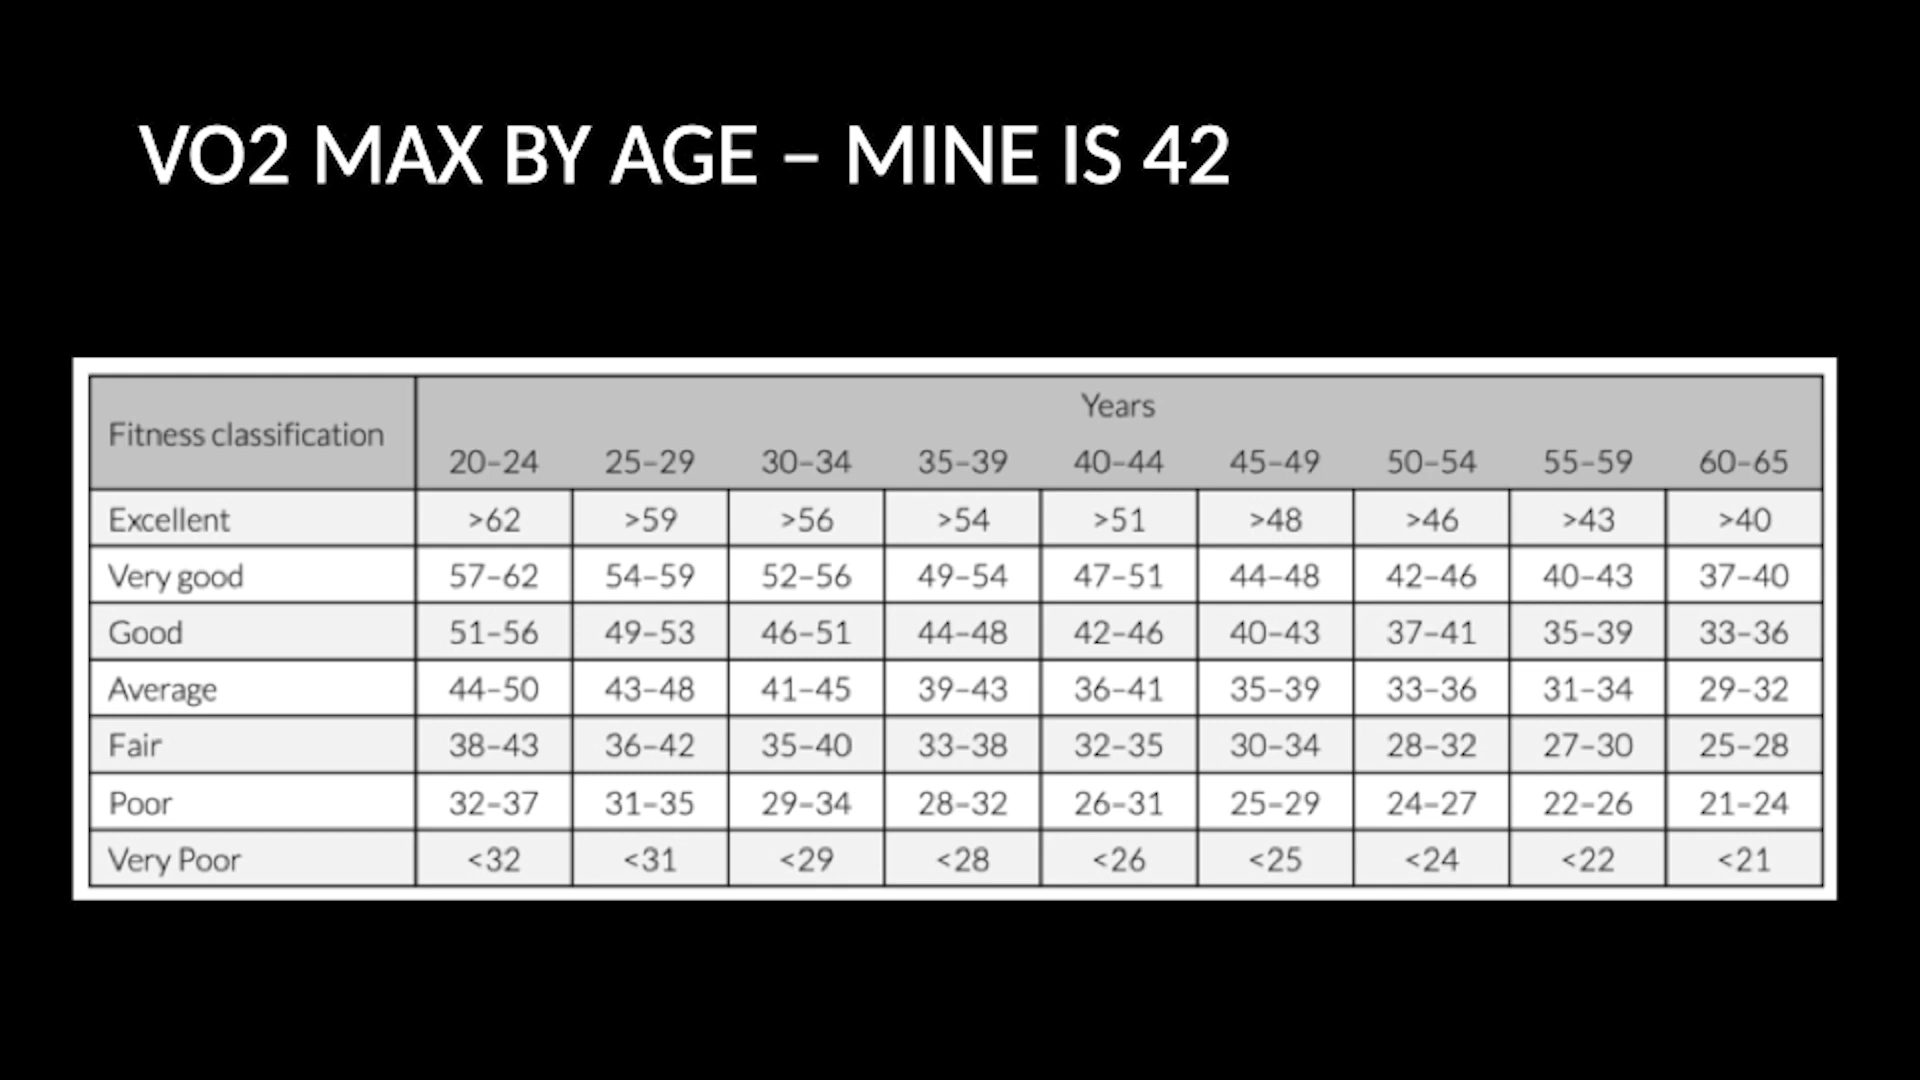 VO2 MAX BY AGE – MINE IS 42
Fitness classification Years
20–24 25–29 30–34 35–39 40–44 45–49 50–54 55–59 60–65
Excellent >62 >59 >56 >54 >51 >48 >46 >43 >40
Very good 57–62 54–59 52–56 49–54 47–51 44–48 42–46 40–43 37–40
Good 51–56 49–53 46–51 44–48 42–46 40–43 37–41 35–39 33–36
Average 44–50 43–48 41–45 39–43 36–41 35–39 33–36 31–34 29–32
Fair 38–43 36–42 35–40 33–38 32–35 30–34 28–32 27–30 25–28
Poor 32–37 31–35 29–34 28–32 26–31 25–29 24–27 22–26 21–24
Very Poor <32 <31 <29 <28 <26 <25 <24 <22 <21